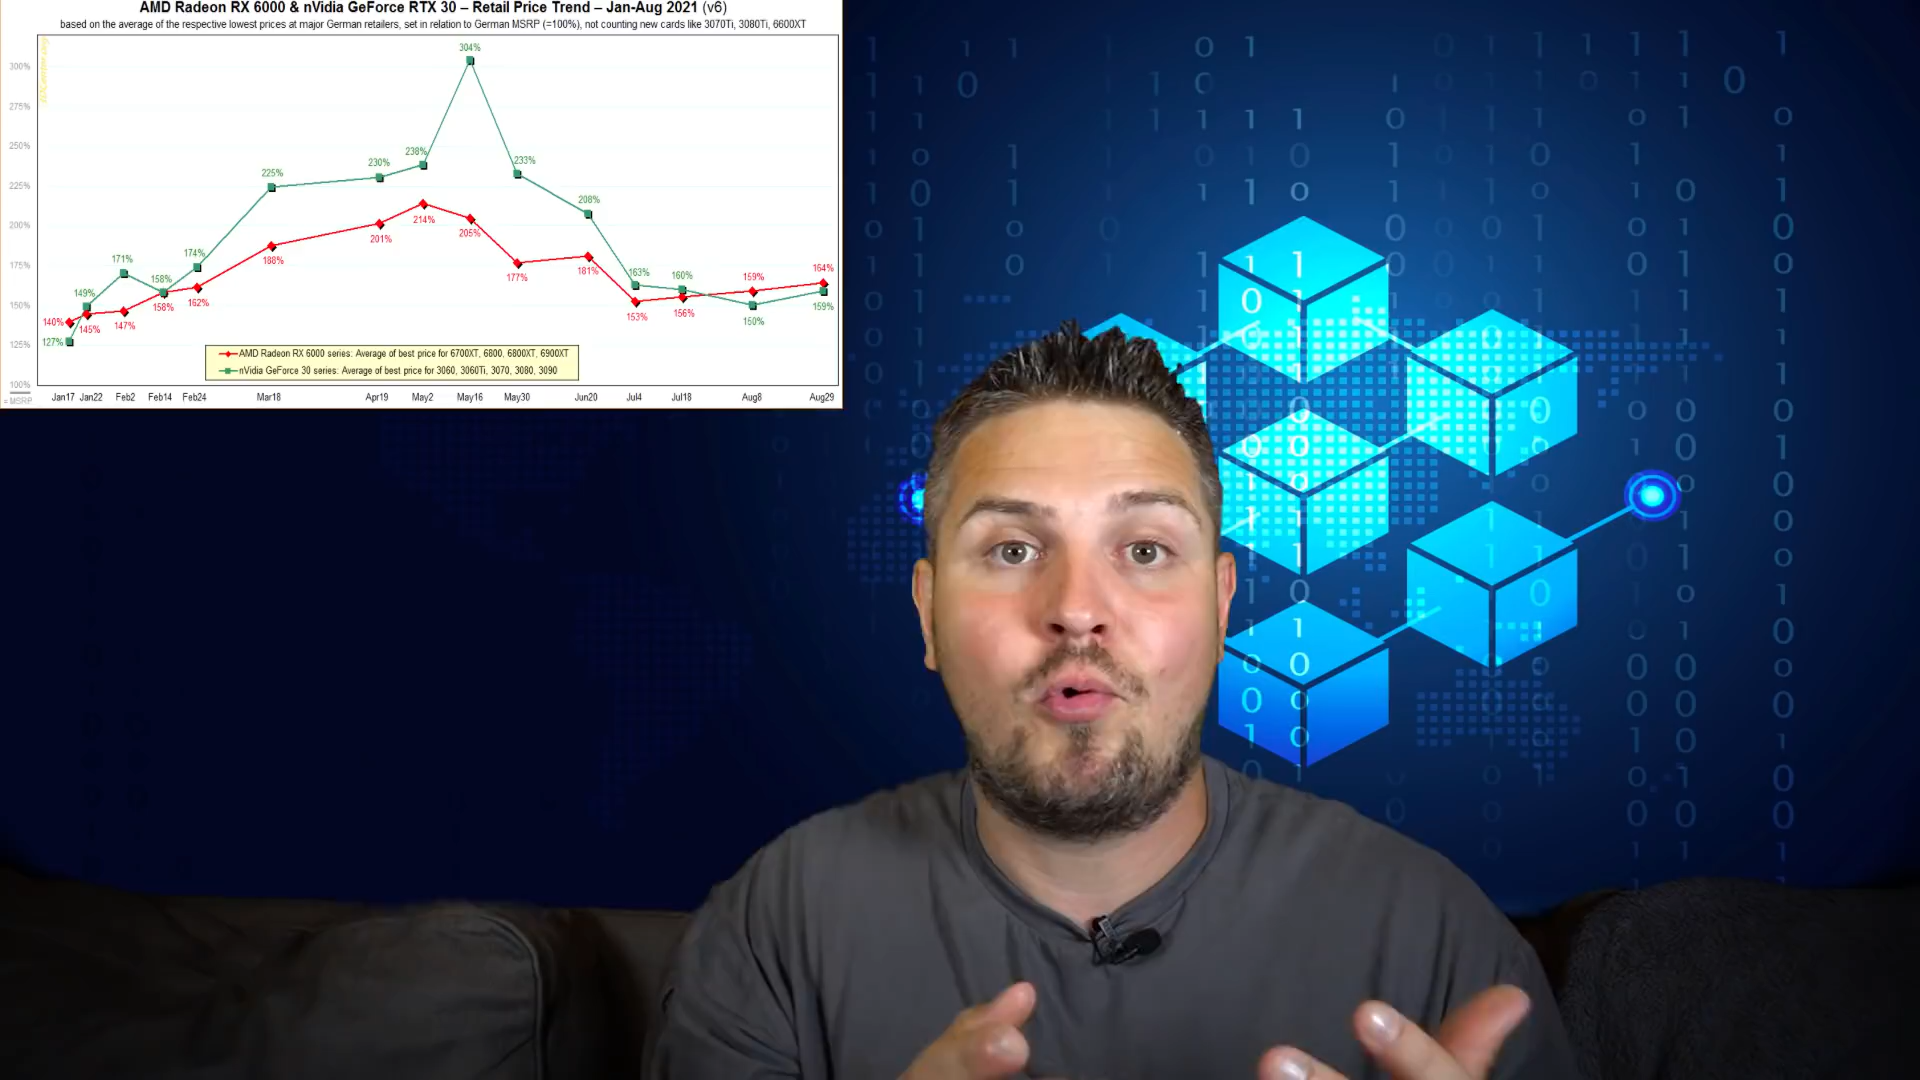 AMD Radeon RX 6000 & nVidia GeForce RTX 30 – Retail Price Trend – Jan-Aug 2021 (v6)
based on the average of the respective lowest prices at major German retailers, set in relation to German MSRP (=100%), not counting new cards like 3070Ti, 3080Ti, 6600XT
300%
275%
250%
225%
200%
175%
150%
125%
100%
= MSRP
127% 149% 171% 158% 174% 225% 230% 238% 304% 233% 208% 163% 160% 150% 159%
140% 145% 147% 158% 162% 188% 201% 214% 205% 177% 181% 153% 156% 159% 164%
AMD Radeon RX 6000 series: Average of best price for 6700XT, 6800, 6800XT, 6900XT
nVidia GeForce 30 series: Average of best price for 3060, 3060Ti, 3070, 3080, 3090
Jan17 Jan22 Feb2 Feb14 Feb24 Mar18 Apr19 May2 May16 May30 Jun20 Jul4 Jul18 Aug8 Aug29